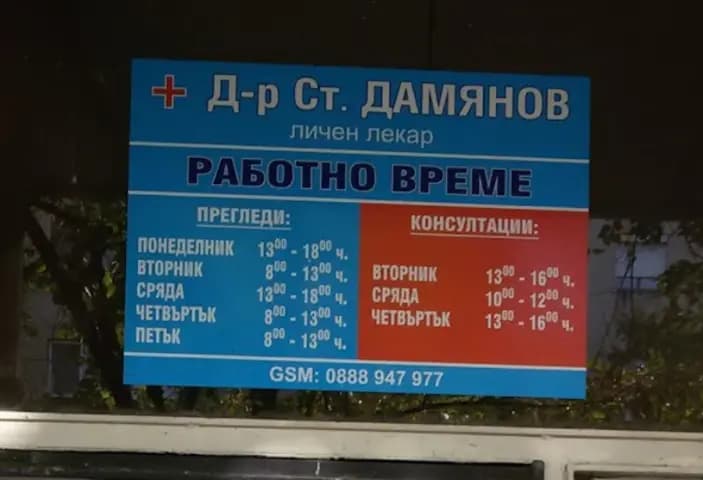 Д-р Ст. ДАМЯНОВ
личен лекар
РАБОТНО ВРЕМЕ
ПРЕГЛЕДИ:
ПОНЕДЕЛНИК 13⁰⁰ - 18⁰⁰ ч.
ВТОРНИК 8⁰⁰ - 13⁰⁰ ч.
СРЯДА 13⁰⁰ - 18⁰⁰ ч.
ЧЕТВЪРТЪК 8⁰⁰ - 13⁰⁰ ч.
ПЕТЪК 8⁰⁰ - 13⁰⁰ ч.
КОНСУЛТАЦИИ:
ВТОРНИК 13⁰⁰ - 16⁰⁰ ч.
СРЯДА 10⁰⁰ - 12⁰⁰ ч.
ЧЕТВЪРТЪК 13⁰⁰ - 16⁰⁰ ч.
GSM: 0888 947 977